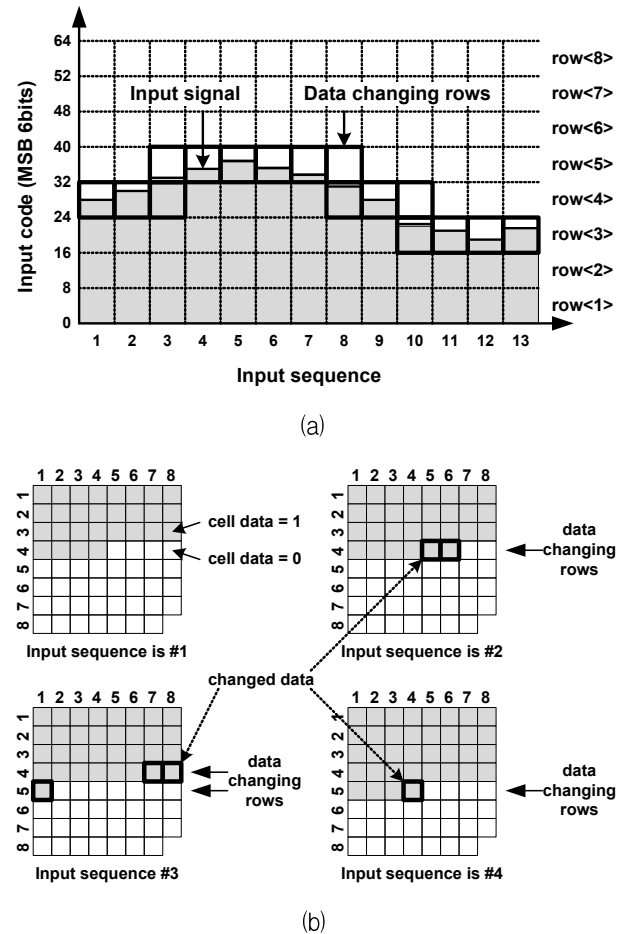 Input code (MSB 6bits)
64
52
48
40
32
24
16
8
0
Input signal
Data changing rows
row<8>
row<7>
row<6>
row<5>
row<4>
row<3>
row<2>
row<1>
1 2 3 4 5 6 7 8 9 10 11 12 13
Input sequence
(a)
1 2 3 4 5 6 7 8
1 2 3 4 5 6 7 8
cell data = 1
cell data = 0
Input sequence is #1
1 2 3 4 5 6 7 8
1 2 3 4 5 6 7 8
data
changing
rows
Input sequence is #2
changed data
1 2 3 4 5 6 7 8
1 2 3 4 5 6 7 8
data
changing
rows
Input sequence #3
1 2 3 4 5 6 7 8
1 2 3 4 5 6 7 8
data
changing
rows
Input sequence is #4
(b)